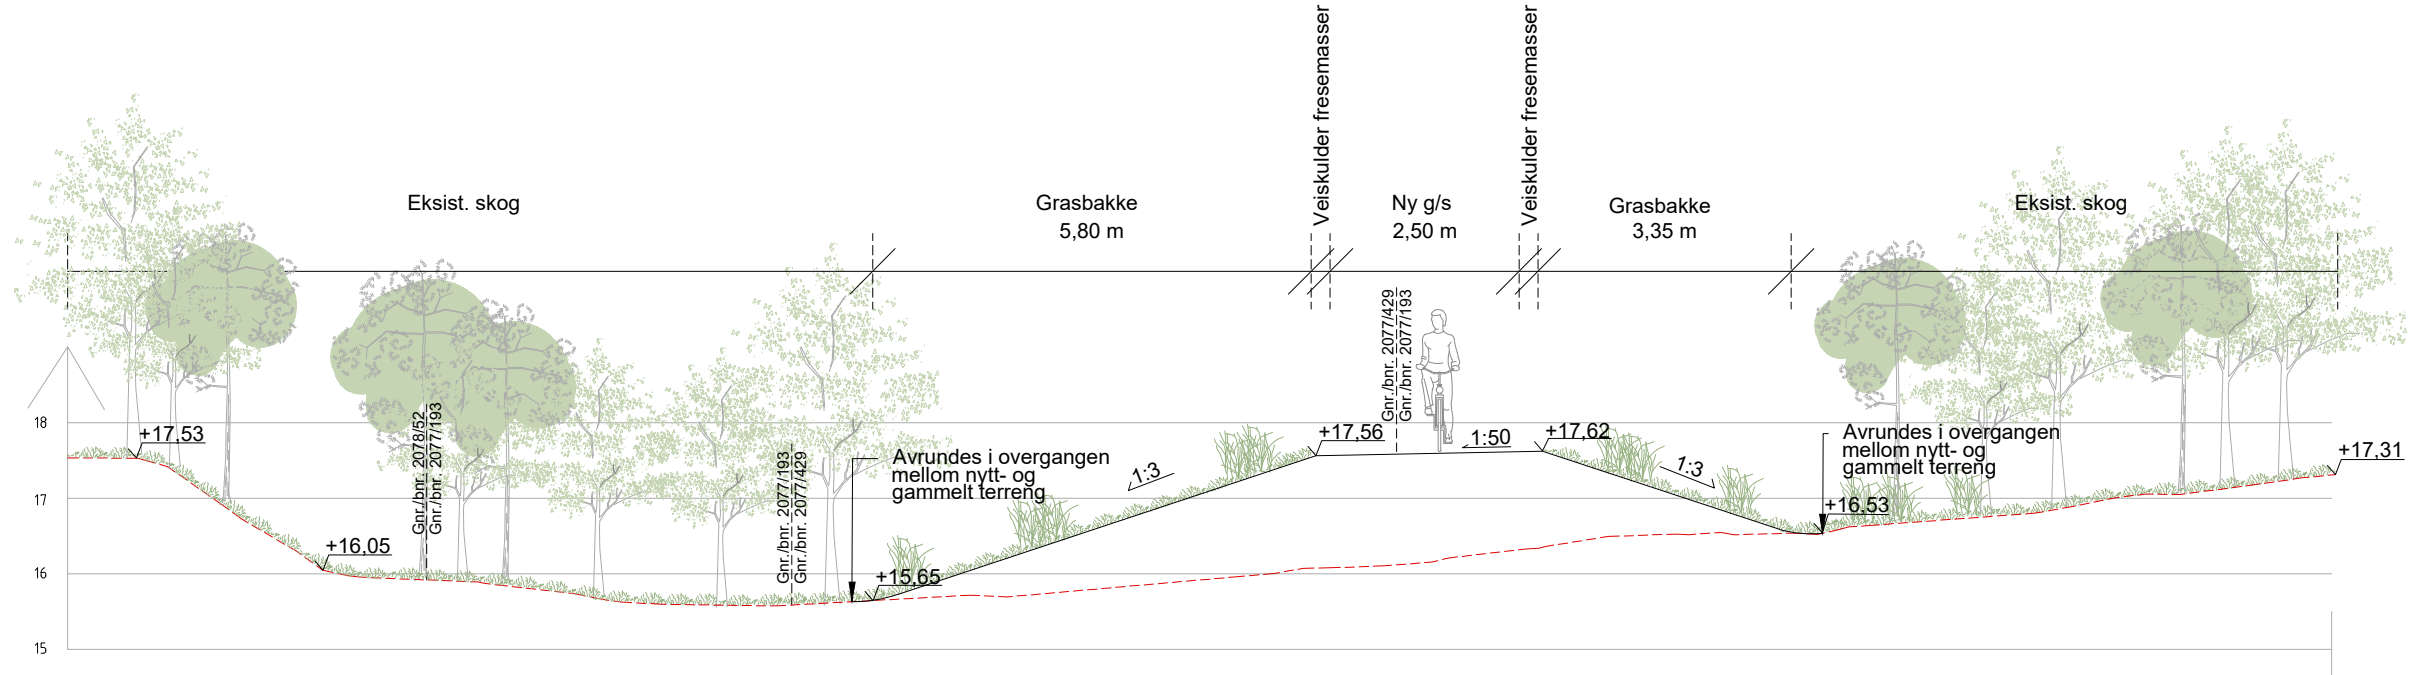 Veiskulder fresemasser
Veiskulder fresemasser
Eksist. skog
Grasbakke
5,80 m
Ny g/s
2,50 m
Grasbakke
3,35 m
Eksist. skog
Gnr./bnr. 2077/429
Gnr./bnr. 2077/193
18
+17,53
Gnr./bnr. 2078/52
Gnr./bnr. 2077/193
Gnr./bnr. 2077/193
Gnr./bnr. 2077/429
Avrundes i overgangen
mellom nytt- og
gammelt terreng
1:3
+17,56
1:50
+17,62
1:3
Avrundes i overgangen
mellom nytt- og
gammelt terreng
+17,31
17
+16,53
+16,05
16
+15,65
15